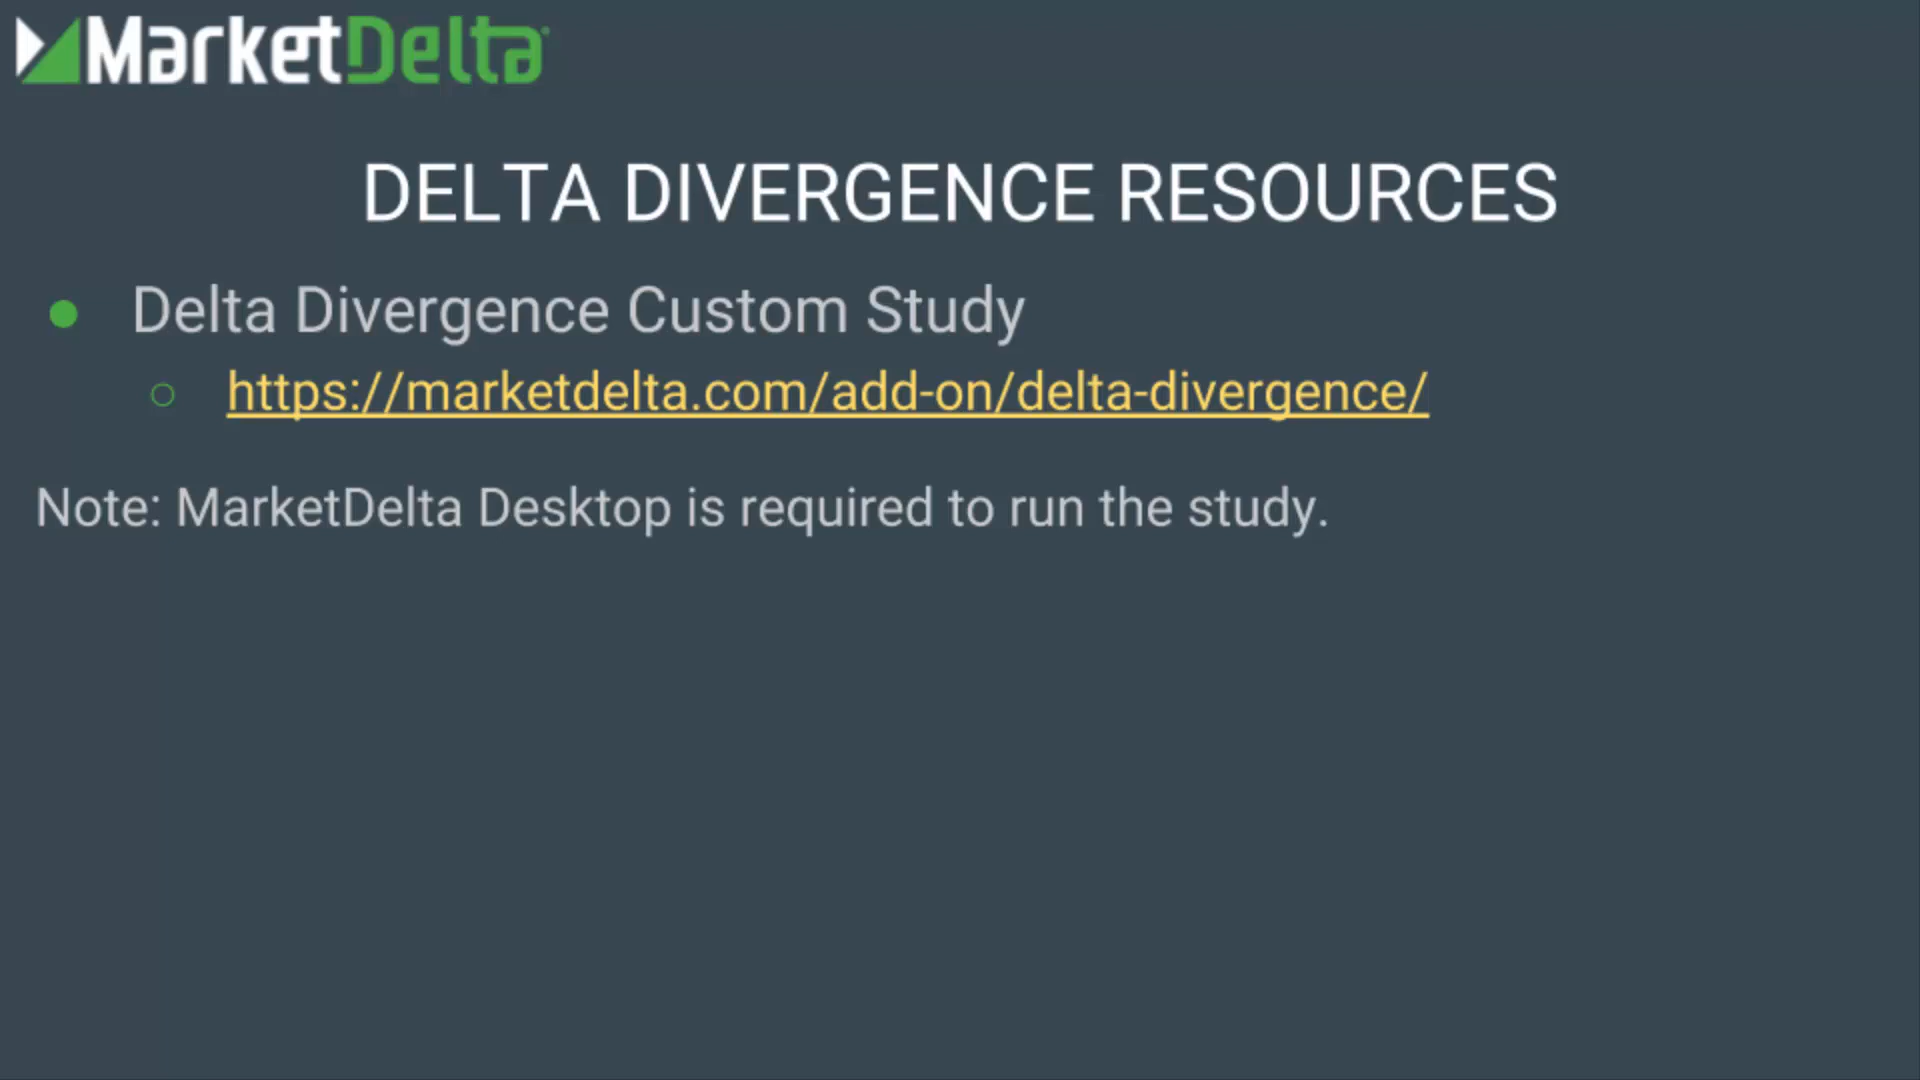 MarketDelta
DELTA DIVERGENCE RESOURCES
● Delta Divergence Custom Study
○ https://marketdelta.com/add-on/delta-divergence/
Note: MarketDelta Desktop is required to run the study.